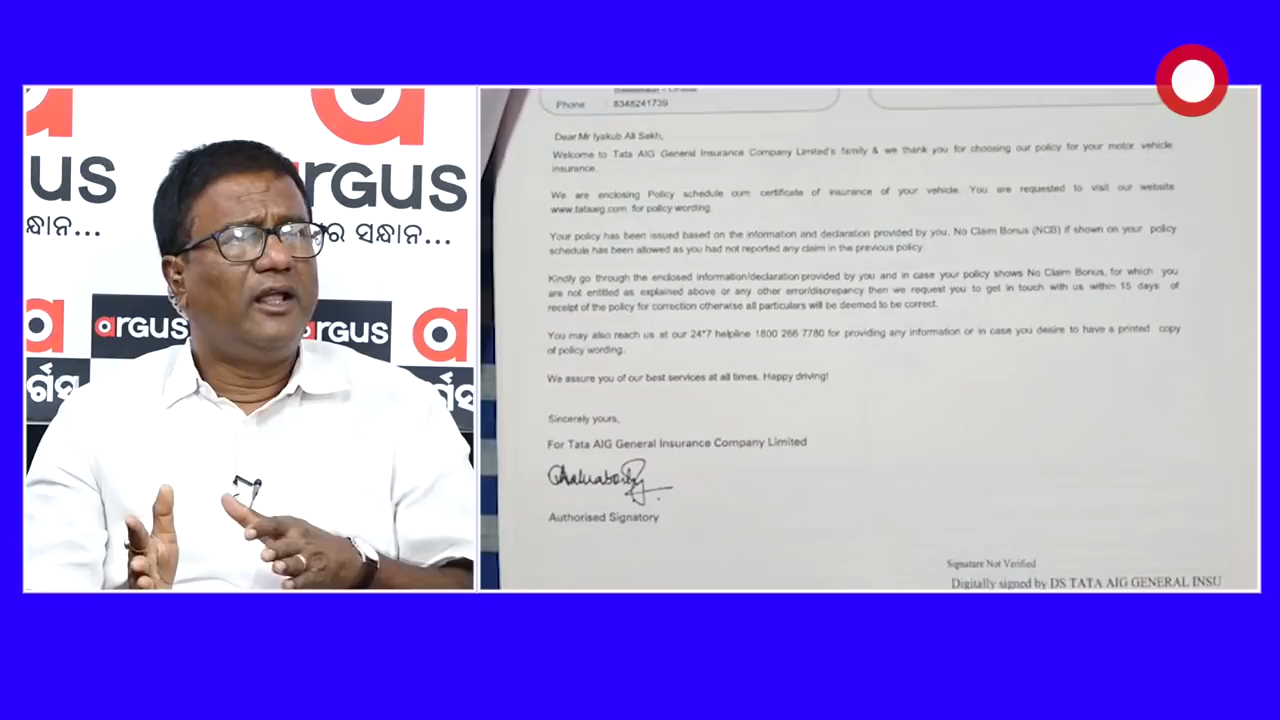 argus
ନ୍ଧାନ...
ର ସନ୍ଧାନ...
argus
argus
ର୍ଗସ
Phone : 8348241739
Dear Mr Iyakub Ali Sekh,
Welcome to Tata AIG General Insurance Company Limited's family & we thank you for choosing our policy for your motor vehicle
insurance.
We are enclosing Policy schedule cum certificate of insurance of your vehicle. You are requested to visit our website
www.tataaig.com for policy wording.
Your policy has been issued based on the information and declaration provided by you. No Claim Bonus (NCB) if shown on your policy
schedule has been allowed as you had not reported any claim in the previous policy.
Kindly go through the enclosed information/declaration provided by you and in case your policy shows No Claim Bonus, for which you
are not entitled as explained above or any other error/discrepancy then we request you to get in touch with us within 15 days of
receipt of the policy for correction otherwise all particulars will be deemed to be correct.
You may also reach us at our 24*7 helpline 1800 266 7780 for providing any information or in case you desire to have a printed copy
of policy wording.
We assure you of our best services at all times. Happy driving!
Sincerely yours,
For Tata AIG General Insurance Company Limited
Authorised Signatory
Signature Not Verified
Digitally signed by DS TATA AIG GENERAL INSU